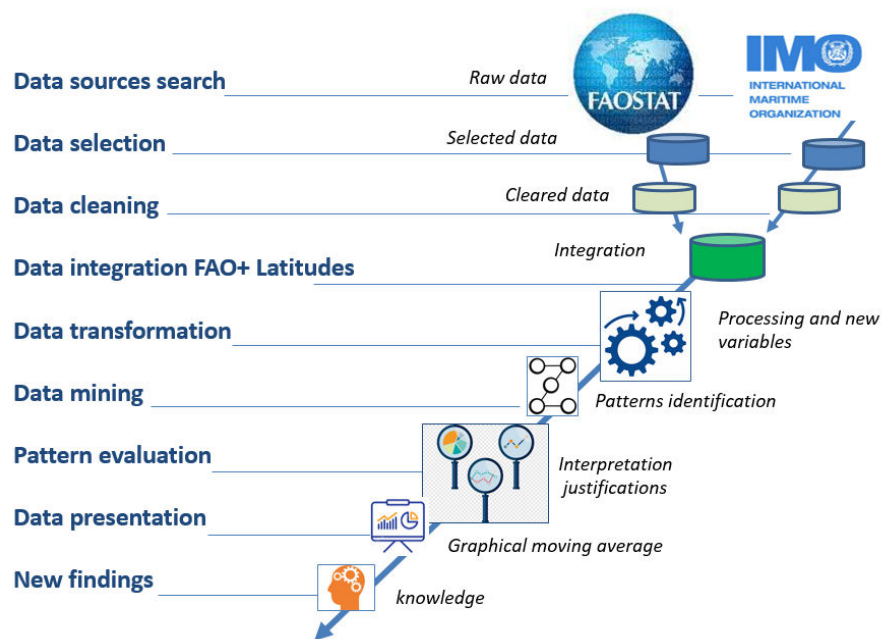 Data sources search
Raw data
FAOSTAT
IMO
INTERNATIONAL
MARITIME
ORGANIZATION
Data selection
Selected data
Data cleaning
Cleared data
Data integration FAO+ Latitudes
Integration
Data transformation
Processing and new
variables
Data mining
Patterns identification
Pattern evaluation
Interpretation
justifications
Data presentation
Graphical moving average
New findings
knowledge